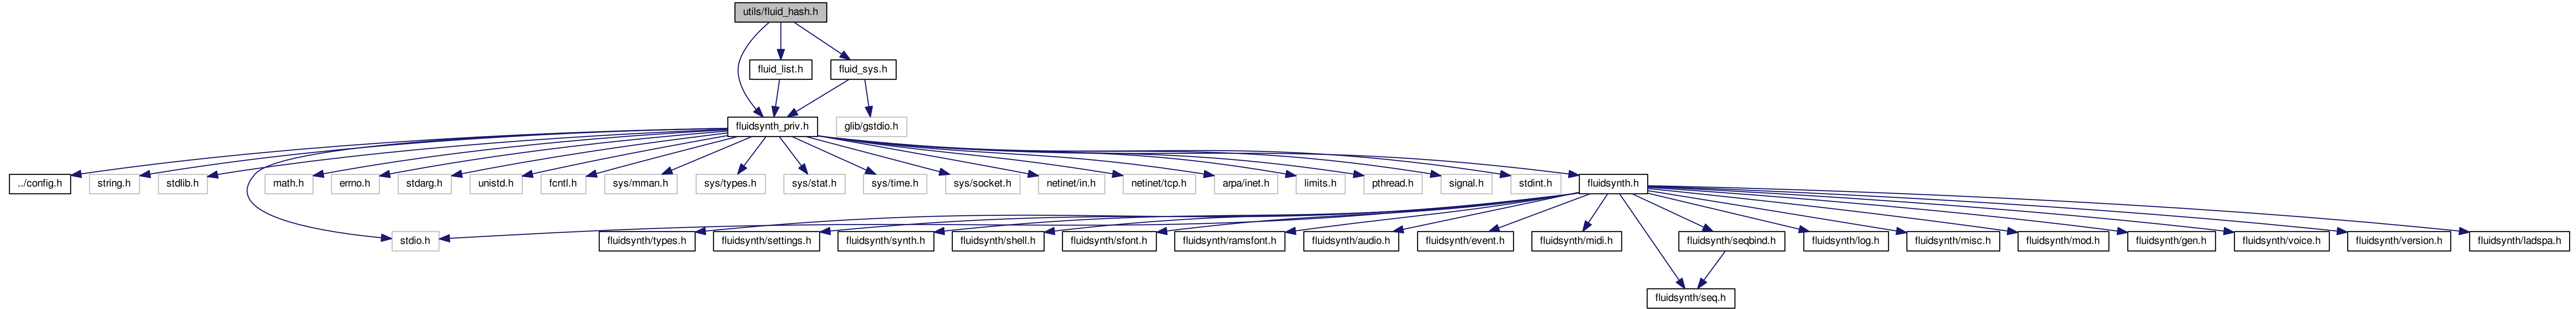 utils/fluid_hash.h
fluid_list.h
fluid_sys.h
fluidsynth_priv.h
glib/gstdio.h
../config.h
string.h
stdlib.h
math.h
errno.h
stdarg.h
unistd.h
fcntl.h
sys/mman.h
sys/types.h
sys/stat.h
sys/time.h
sys/socket.h
netinet/in.h
netinet/tcp.h
arpa/inet.h
limits.h
pthread.h
signal.h
stdint.h
fluidsynth.h
stdio.h
fluidsynth/types.h
fluidsynth/settings.h
fluidsynth/synth.h
fluidsynth/shell.h
fluidsynth/sfont.h
fluidsynth/ramsfont.h
fluidsynth/audio.h
fluidsynth/event.h
fluidsynth/midi.h
fluidsynth/seqbind.h
fluidsynth/log.h
fluidsynth/misc.h
fluidsynth/mod.h
fluidsynth/gen.h
fluidsynth/voice.h
fluidsynth/version.h
fluidsynth/ladspa.h
fluidsynth/seq.h